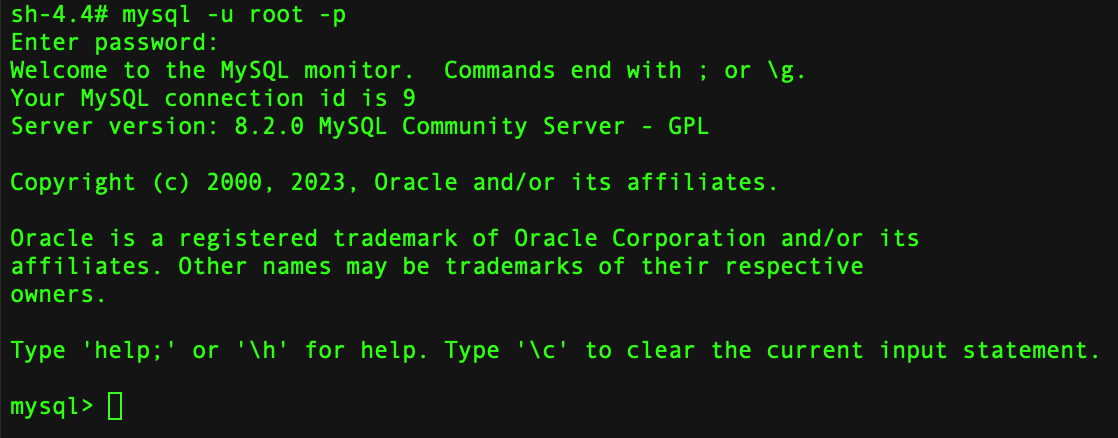 sh-4.4# mysql -u root -p
Enter password:
Welcome to the MySQL monitor.  Commands end with ; or \g.
Your MySQL connection id is 9
Server version: 8.2.0 MySQL Community Server - GPL

Copyright (c) 2000, 2023, Oracle and/or its affiliates.

Oracle is a registered trademark of Oracle Corporation and/or its
affiliates. Other names may be trademarks of their respective
owners.

Type 'help;' or '\h' for help. Type '\c' to clear the current input statement.

mysql>